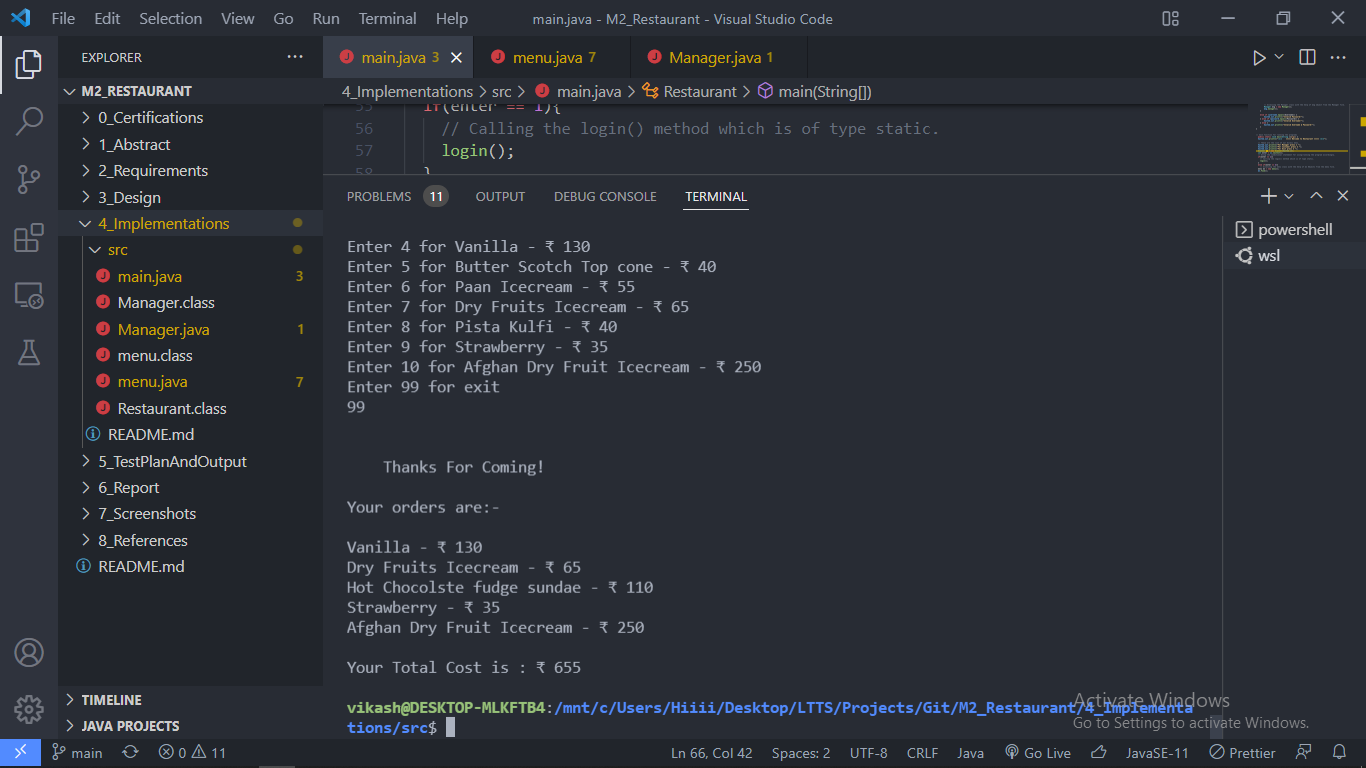 File Edit Selection View Go Run Terminal Help main.java - M2_Restaurant - Visual Studio Code
EXPLORER
main.java 3 menu.java 7 Manager.java 1
M2_RESTAURANT
0_Certifications
1_Abstract
2_Requirements
3_Design
4_Implementations
src
main.java 3
Manager.class
Manager.java 1
menu.class
menu.java 7
Restaurant.class
README.md
5_TestPlanAndOutput
6_Report
7_Screenshots
8_References
README.md
TIMELINE
JAVA PROJECTS
4_Implementations > src > main.java > Restaurant > main(String[])
55 if(enter == 1){
56 // Calling the login() method which is of type static.
57 login();
58 }
PROBLEMS 11 OUTPUT DEBUG CONSOLE TERMINAL
powershell
wsl
Enter 4 for Vanilla - ₹ 130
Enter 5 for Butter Scotch Top cone - ₹ 40
Enter 6 for Paan Icecream - ₹ 55
Enter 7 for Dry Fruits Icecream - ₹ 65
Enter 8 for Pista Kulfi - ₹ 40
Enter 9 for Strawberry - ₹ 35
Enter 10 for Afghan Dry Fruit Icecream - ₹ 250
Enter 99 for exit
99
Thanks For Coming!
Your orders are:-
Vanilla - ₹ 130
Dry Fruits Icecream - ₹ 65
Hot Chocolste fudge sundae - ₹ 110
Strawberry - ₹ 35
Afghan Dry Fruit Icecream - ₹ 250
Your Total Cost is : ₹ 655
vikash@DESKTOP-MLKFTB4:/mnt/c/Users/Hiiii/Desktop/LTTS/Projects/Git/M2_Restaurant/4_Implementa
tions/src$
Activate Windows
Go to Settings to activate Windows.
main 0 11 Ln 66, Col 42 Spaces: 2 UTF-8 CRLF Java Go Live JavaSE-11 Prettier